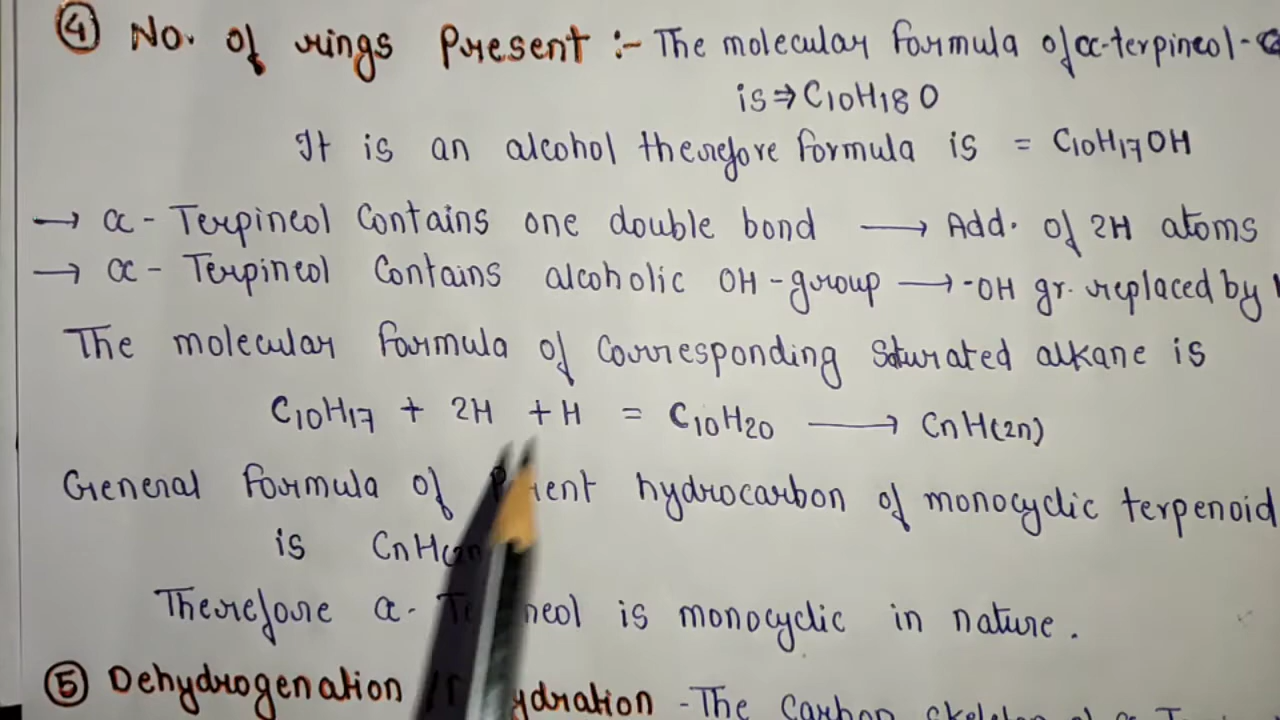 ④ No. of rings Present :- The molecular formula of α-terpineol-
is ⇒ C10H18O
It is an alcohol therefore formula is = C10H17OH
→ α - Terpineol Contains one double bond → Add. of 2H atoms
→ α - Terpineol Contains alcoholic OH - group → -OH gr. replaced by
The molecular formula of Corresponding Saturated alkane is
C10H17 + 2H + H = C10H20 → CnH(2n)
General formula of hydrocarbon of monocyclic terpenoid
is
Therefore α- is monocyclic in nature.
⑤ Dehydrogenation - The Carbon skeleton of α